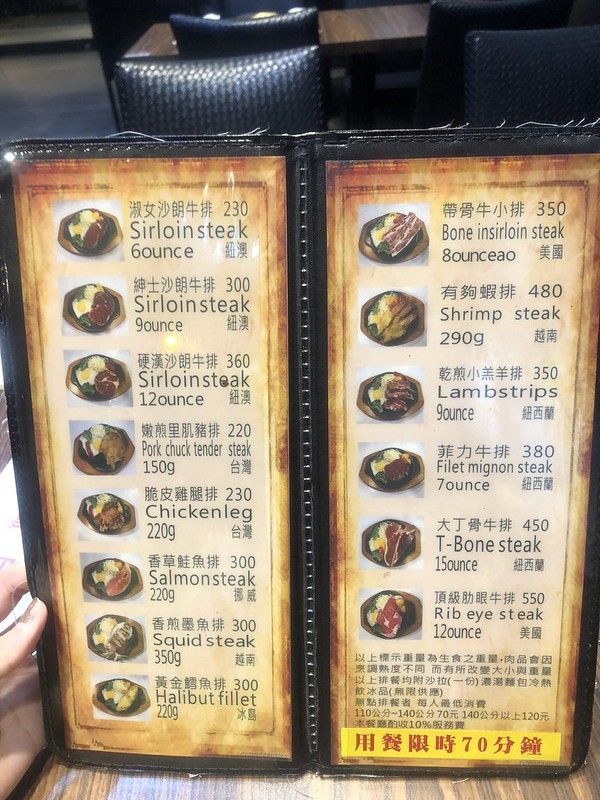 淑女沙朗牛排 230
Sirloin steak
6ounce 紐澳
紳士沙朗牛排 300
Sirloin steak
9ounce 紐澳
硬漢沙朗牛排 360
Sirloin steak
12ounce 紐澳
嫩煎里肌豬排 220
Pork chuck tender steak
150g 台灣
脆皮雞腿排 230
Chicken leg
220g 台灣
香草鮭魚排 300
Salmon steak
220g 挪威
香煎墨魚排 300
Squid steak
350g 越南
黃金鱈魚排 300
Halibut fillet
220g 冰島
帶骨牛小排 350
Bone insirloin steak
8ounceao 美國
有夠蝦排 480
Shrimp steak
290g 越南
乾煎小羔羊排 350
Lambstrips
9ounce 紐西蘭
菲力牛排 380
Filet mignon steak
7ounce 紐西蘭
大丁骨牛排 450
T-Bone steak
15ounce 紐西蘭
頂級肋眼牛排 550
Rib eye steak
12ounce 美國
以上標示重量為生食之重量,肉品會因
烹調熟度不同 而有所改變大小與重量
以上排餐均附沙拉(一份) 濃湯麵包冷熱
飲冰品(無限供應)
無點排餐者 每人最低消費
110公分~140公分70元 140公分以上120元
本餐廳酌收10%服務費
用餐限時70分鐘